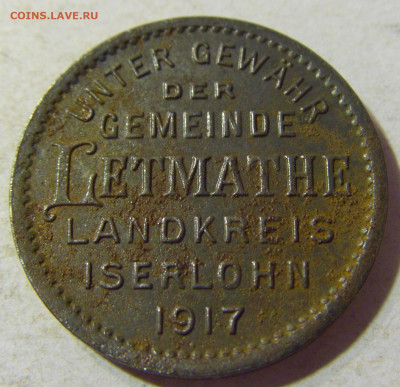 COINS.LAVE.RU
UNTER GEWÄHR
DER
GEMEINDE
LETMATHE
LANDKREIS
ISERLOHN
1917